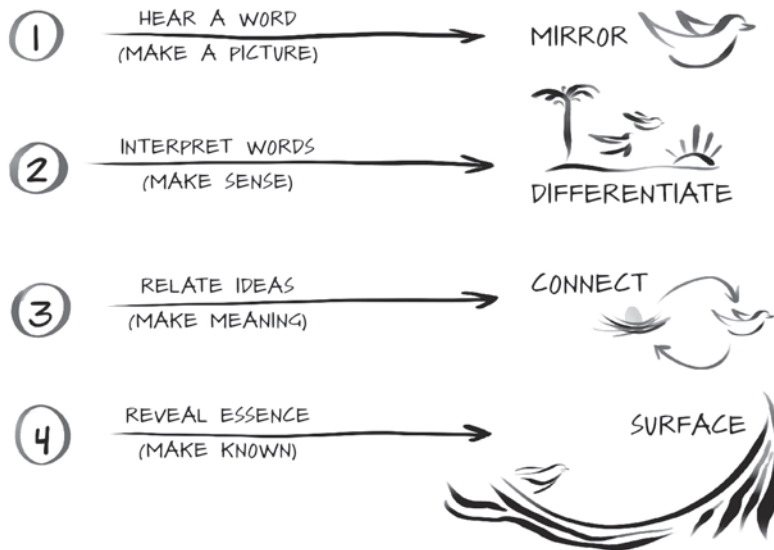 1
HEAR A WORD
(MAKE A PICTURE)
MIRROR
2
INTERPRET WORDS
(MAKE SENSE)
DIFFERENTIATE
3
RELATE IDEAS
(MAKE MEANING)
CONNECT
4
REVEAL ESSENCE
(MAKE KNOWN)
SURFACE